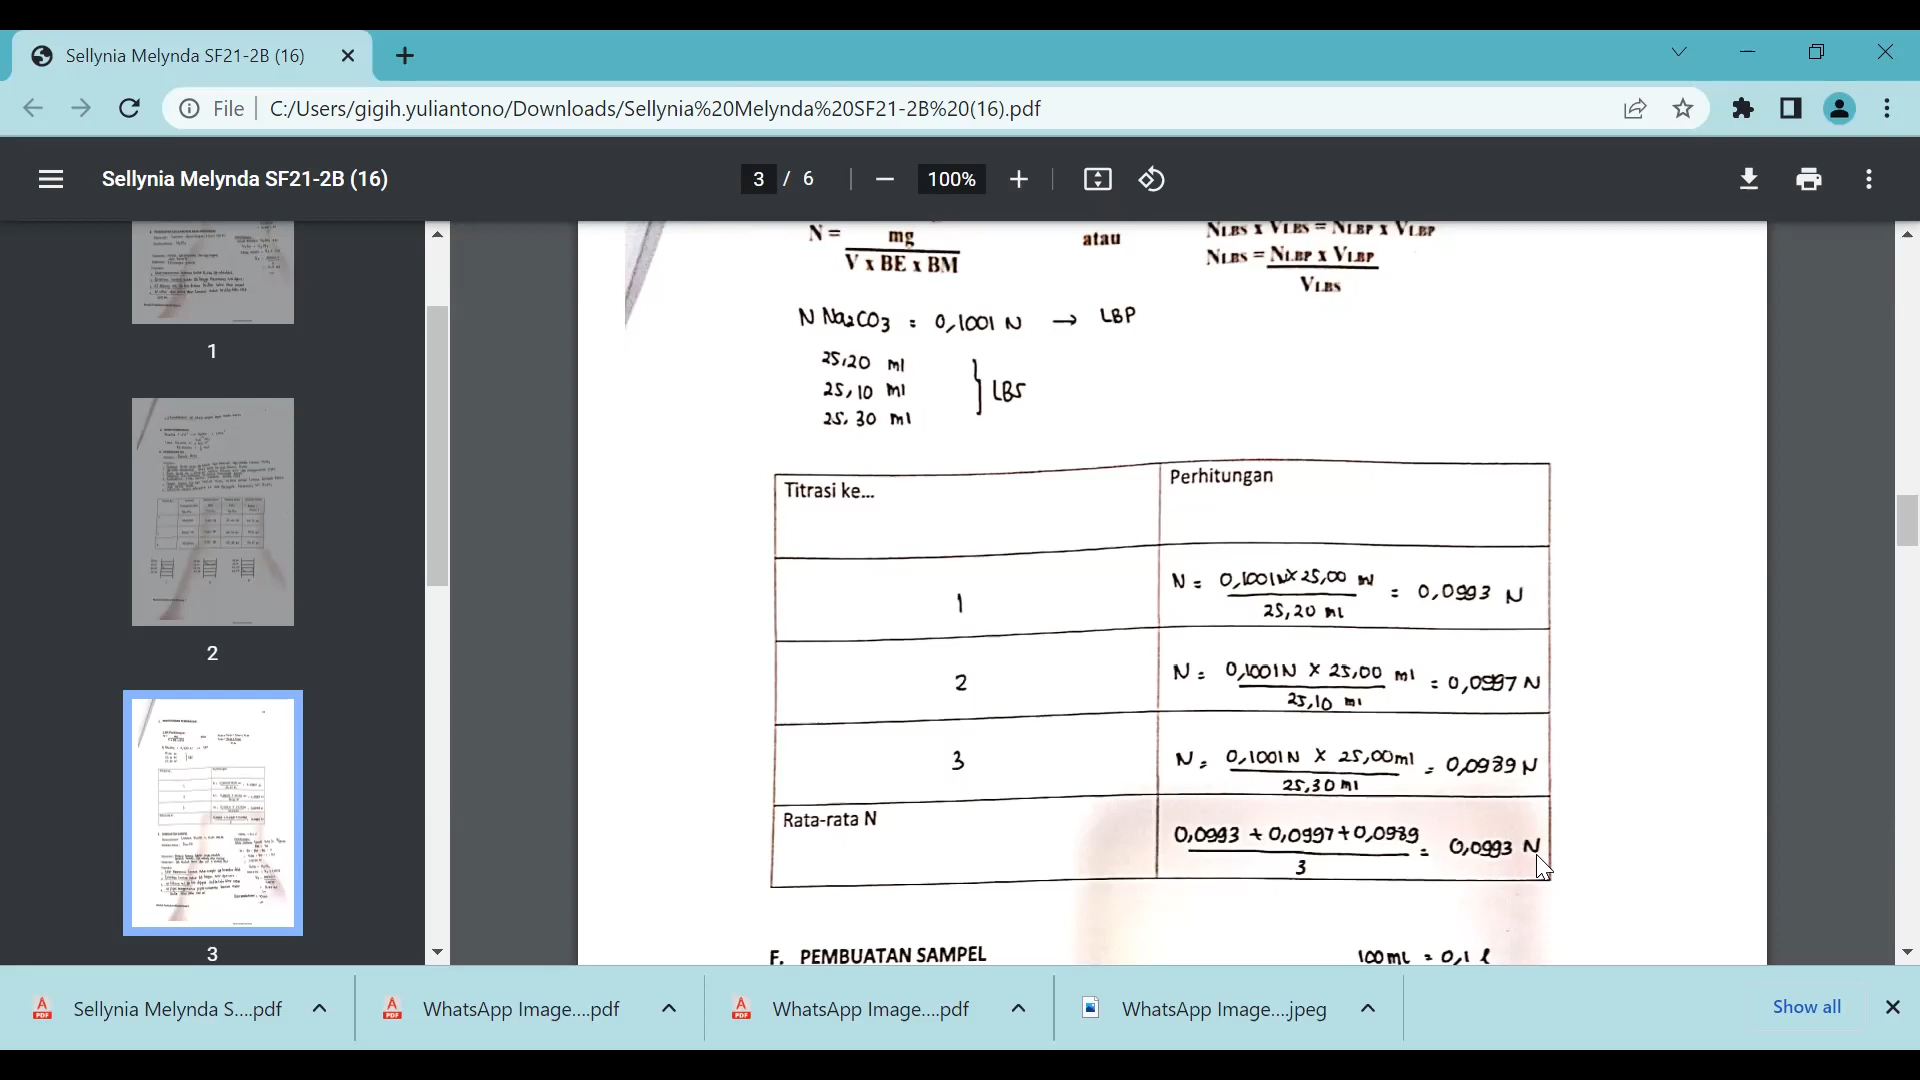 Sellynia Melynda SF21-2B (16)
File
C:/Users/gigih.yuliantono/Downloads/Sellynia%20Melynda%20SF21-2B%20(16).pdf
Sellynia Melynda SF21-2B (16)
3 / 6
100%
1
2
3
N = mg
V x BE x BM
atau
NLBS x VLBS = NLBP x VLBP
NLBS = NLBP x VLBP
VLBS
N Na2CO3 = 0,1001 N → LBP
25,20 ml
25,10 ml } LBS
25,30 ml
Titrasi ke... Perhitungan
1 N = 0,1001N x 25,00 ml = 0,0993 N
25,20 ml
2 N = 0,1001N x 25,00 ml = 0,0997 N
25,10 ml
3 N = 0,1001N x 25,00ml = 0,0989 N
25,30 ml
Rata-rata N 0,0993 + 0,0997 + 0,0989 = 0,0993 N
3
F. PEMBUATAN SAMPEL
100 ml = 0,1 l
Sellynia Melynda S....pdf
WhatsApp Image....pdf
WhatsApp Image....pdf
WhatsApp Image....jpeg
Show all